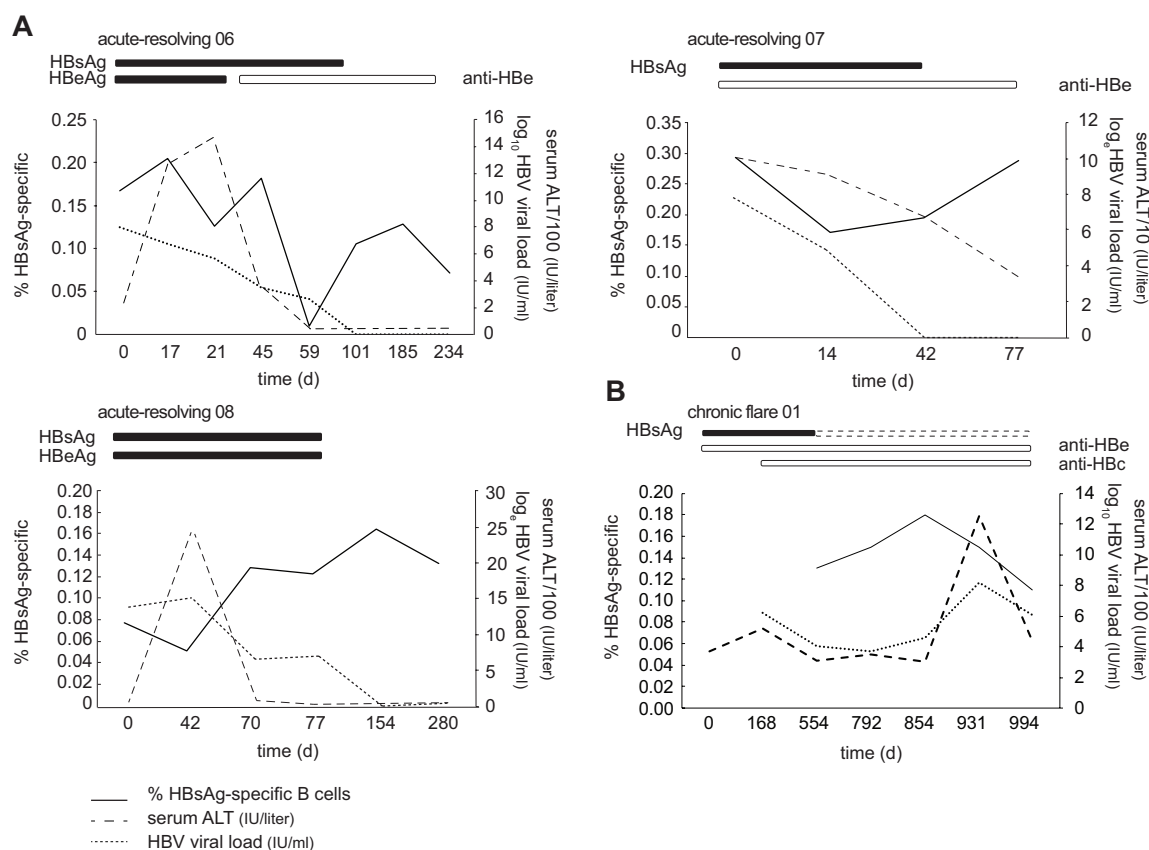 A
acute-resolving 06
HBsAg
HBeAg
anti-HBe
% HBsAg-specific
0.25
0.20
0.15
0.10
0.05
0
16
14
12
10
8
6
4
2
0
log10 HBV viral load (IU/ml)
serum ALT/100 (IU/liter)
0 17 21 45 59 101 185 234
time (d)
acute-resolving 07
HBsAg
anti-HBe
% HBsAg-specific
0.35
0.30
0.25
0.20
0.15
0.10
0.05
0
12
10
8
6
4
2
0
logeHBV viral load (IU/ml)
serum ALT/10 (IU/liter)
0 14 42 77
time (d)
acute-resolving 08
HBsAg
HBeAg
% HBsAg-specific
0.20
0.18
0.16
0.14
0.12
0.10
0.08
0.06
0.04
0.02
0
30
25
20
15
10
5
0
loge HBV viral load (IU/ml)
serum ALT/100 (IU/liter)
0 42 70 77 154 280
time (d)
B
chronic flare 01
HBsAg
anti-HBe
anti-HBc
% HBsAg-specific
0.20
0.18
0.16
0.14
0.12
0.10
0.08
0.06
0.04
0.02
0.00
14
12
10
8
6
4
2
0
log10 HBV viral load (IU/ml)
serum ALT/100 (IU/liter)
0 168 554 792 854 931 994
time (d)
% HBsAg-specific B cells
serum ALT (IU/liter)
HBV viral load (IU/ml)